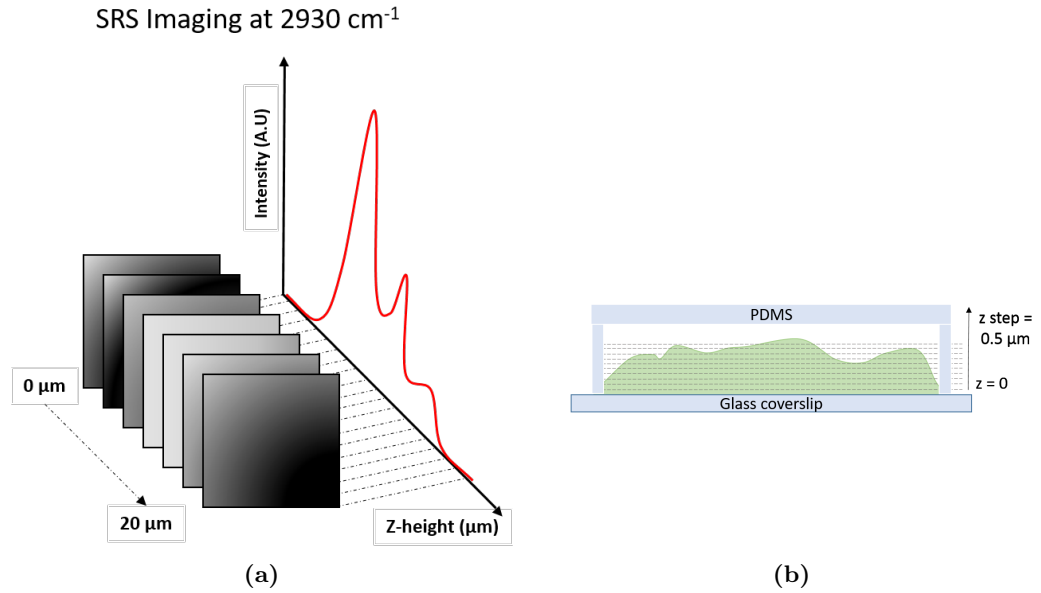 SRS Imaging at 2930 cm⁻¹
Intensity (A.U)
0 µm
20 µm
Z-height (µm)
(a)
PDMS
z step =
0.5 µm
z = 0
Glass coverslip
(b)